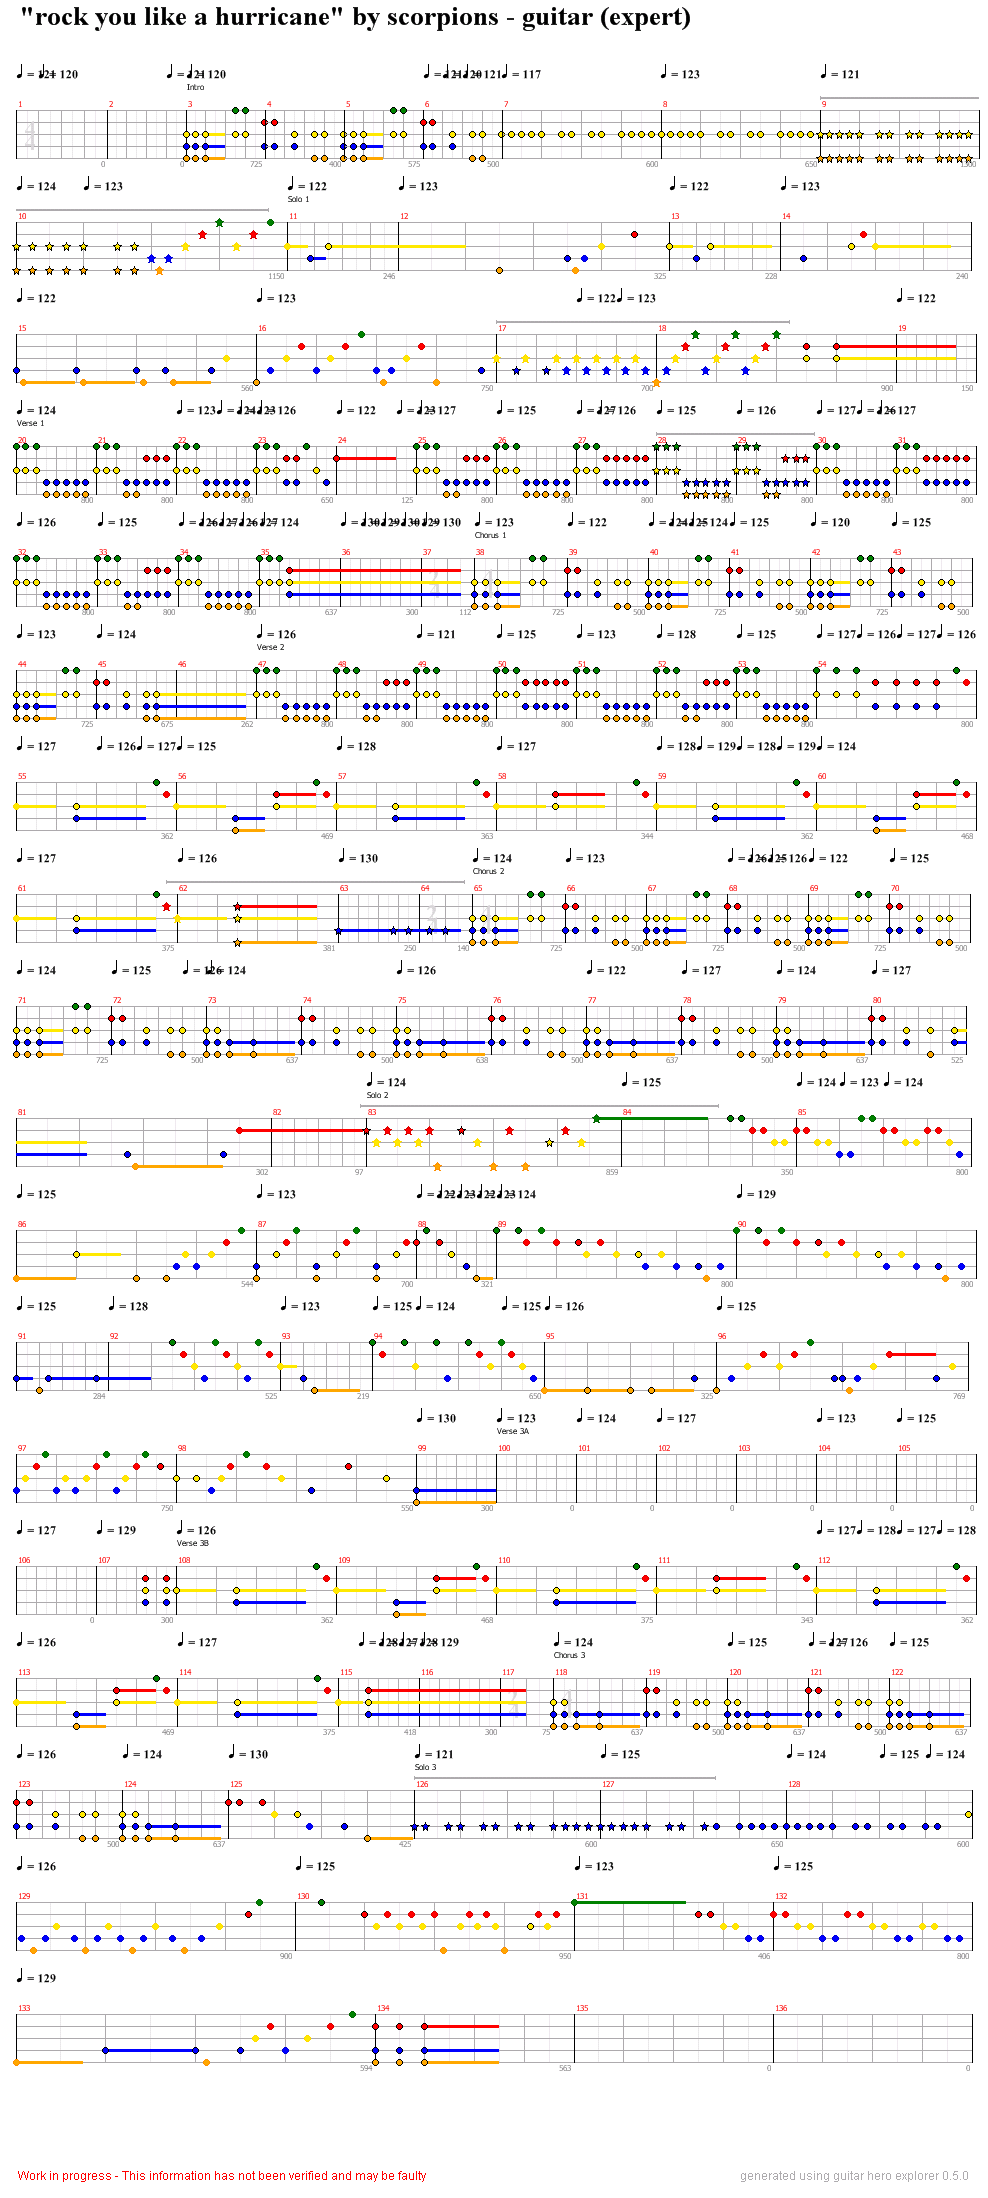 "rock you like a hurricane" by scorpions - guitar (expert)
= 121 = 120 = 121 = 120 = 121 = 120 = 121 = 117 = 123 = 121
Intro
1 2 3 4 5 6 7 8 9
0 0 725 400 575 500 600 650 1300
= 124 = 123 = 122 = 123 = 122 = 123
Solo 1
10 11 12 13 14
1150 246 325 228 240
= 122 = 123 = 122 = 123 = 122
15 16 17 18 19
560 750 700 900 150
= 124 = 123 = 124 = 123 = 126 = 122 = 123 = 127 = 125 = 127 = 126 = 125 = 126 = 127 = 126 = 127
Verse 1
20 21 22 23 24 25 26 27 28 29 30 31
800 800 800 650 125 800 800 800 800 800 800 800
= 126 = 125 = 126 = 127 = 126 = 127 = 124 = 130 = 129 = 130 = 129 = 130 = 123 = 122 = 124 = 125 = 124 = 125 = 120 = 125
Chorus 1
32 33 34 35 36 37 38 39 40 41 42 43
800 800 800 637 300 112 725 500 725 500 725 500
= 123 = 124 = 126 = 121 = 125 = 123 = 128 = 125 = 127 = 126 = 127 = 126
Verse 2
44 45 46 47 48 49 50 51 52 53 54
725 675 262 800 800 800 800 800 800 800 800
= 127 = 126 = 127 = 125 = 128 = 127 = 128 = 129 = 128 = 129 = 124
55 56 57 58 59 60
362 469 363 344 362 468
= 127 = 126 = 130 = 124 = 123 = 126 = 125 = 126 = 122 = 125
Chorus 2
61 62 63 64 65 66 67 68 69 70
375 381 250 140 725 500 725 500 725 500
= 124 = 125 = 126 = 124 = 126 = 122 = 127 = 124 = 127
71 72 73 74 75 76 77 78 79 80
725 500 637 500 638 500 637 500 637 525
= 124 = 125 = 124 = 123 = 124
Solo 2
81 82 83 84 85
302 97 859 350 800
= 125 = 123 = 122 = 123 = 122 = 123 = 124 = 129
86 87 88 89 90
544 700 321 800 800
= 125 = 128 = 123 = 125 = 124 = 125 = 126 = 125
91 92 93 94 95 96
284 525 219 650 325 769
= 130 = 123 = 124 = 127 = 123 = 125
Verse 3A
97 98 99 100 101 102 103 104 105
750 550 300 0 0 0 0 0 0
= 127 = 129 = 126 = 127 = 128 = 127 = 128
Verse 3B
106 107 108 109 110 111 112
0 300 362 468 375 343 362
= 126 = 127 = 128 = 127 = 128 = 129 = 124 = 125 = 127 = 126 = 125
Chorus 3
113 114 115 116 117 118 119 120 121 122
469 375 418 300 75 637 500 637 500 637
= 126 = 124 = 130 = 121 = 125 = 124 = 125 = 124
Solo 3
123 124 125 126 127 128
500 637 425 600 650 600
= 126 = 125 = 123 = 125
129 130 131 132
900 950 406 800
= 129
133 134 135 136
594 563 0 0
Work in progress - This information has not been verified and may be faulty
generated using guitar hero explorer 0.5.0